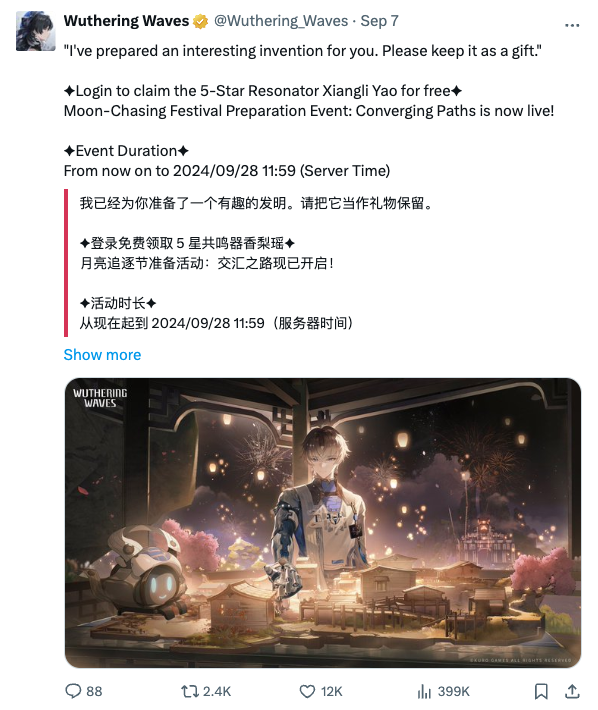 Wuthering Waves @Wuthering_Waves · Sep 7
"I've prepared an interesting invention for you. Please keep it as a gift."
✦Login to claim the 5-Star Resonator Xiangli Yao for free✦
Moon-Chasing Festival Preparation Event: Converging Paths is now live!
✦Event Duration✦
From now on to 2024/09/28 11:59 (Server Time)
我已经为你准备了一个有趣的发明。请把它当作礼物保留。
✦登录免费领取 5 星共鸣器香梨瑶✦
月亮追逐节准备活动：交汇之路现已开启！
✦活动时长✦
从现在起到 2024/09/28 11:59（服务器时间）
Show more
WUTHERING
WAVES
©KURO GAMES ALL RIGHTS RESERVED
88 2.4K 12K 399K